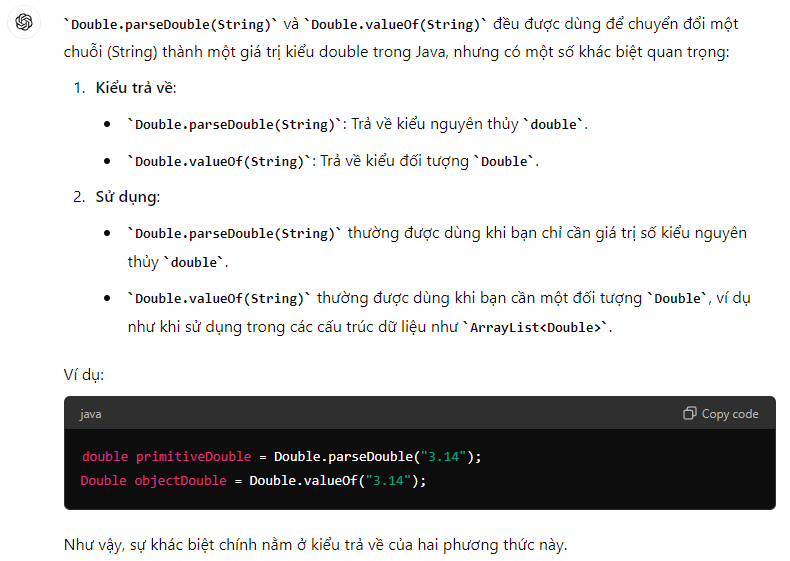 `Double.parseDouble(String)` và `Double.valueOf(String)` đều được dùng để chuyển đổi một
chuỗi (String) thành một giá trị kiểu double trong Java, nhưng có một số khác biệt quan trọng:
1. Kiểu trả về:
• `Double.parseDouble(String)`: Trả về kiểu nguyên thủy `double`.
• `Double.valueOf(String)`: Trả về kiểu đối tượng `Double`.
2. Sử dụng:
• `Double.parseDouble(String)` thường được dùng khi bạn chỉ cần giá trị số kiểu nguyên
thủy `double`.
• `Double.valueOf(String)` thường được dùng khi bạn cần một đối tượng `Double`, ví dụ
như khi sử dụng trong các cấu trúc dữ liệu như `ArrayList<Double>`.
Ví dụ:
java Copy code
double primitiveDouble = Double.parseDouble("3.14");
Double objectDouble = Double.valueOf("3.14");
Như vậy, sự khác biệt chính nằm ở kiểu trả về của hai phương thức này.